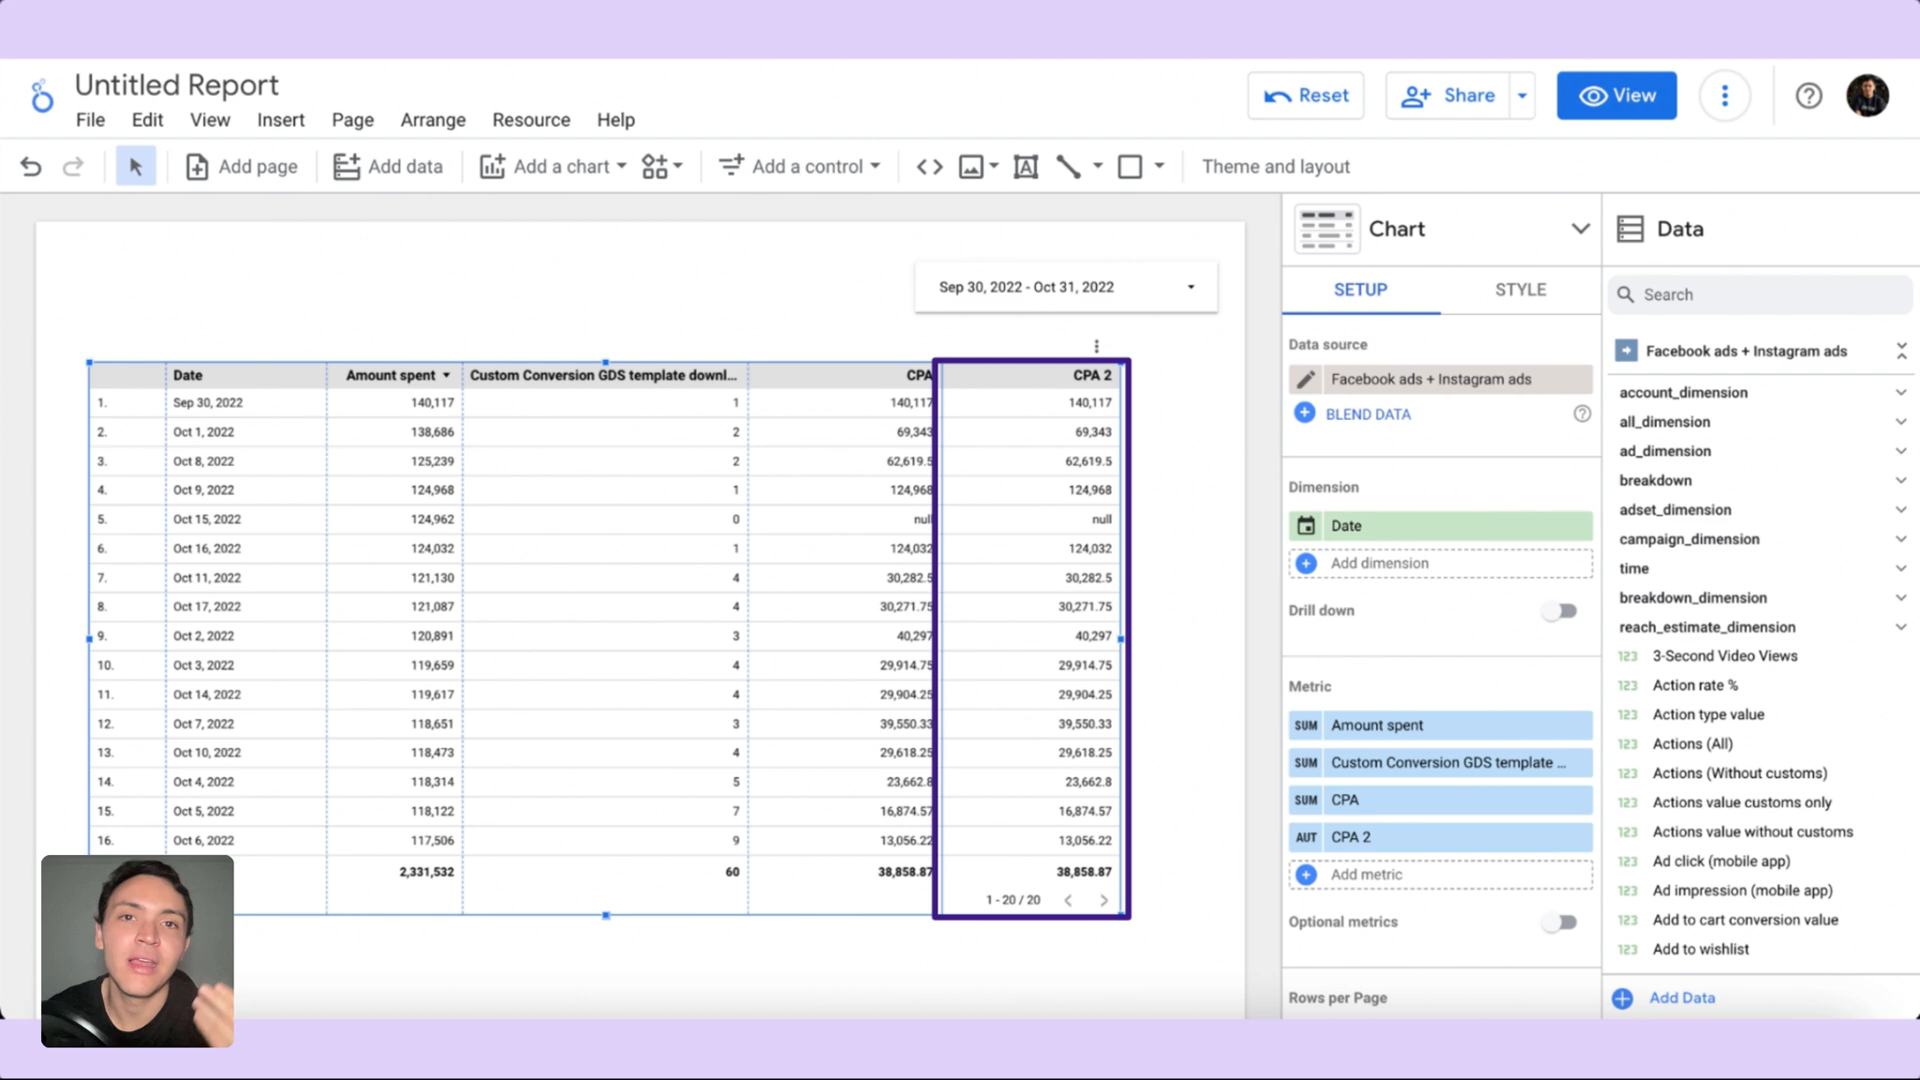 Untitled Report
File Edit View Insert Page Arrange Resource Help
Reset
Share
View
Add page
Add data
Add a chart
Add a control
Theme and layout
Sep 30, 2022 - Oct 31, 2022
Date Amount spent Custom Conversion GDS template downl... CPA CPA 2
1. Sep 30, 2022 140,117 1 140,117 140,117
2. Oct 1, 2022 138,686 2 69,343 69,343
3. Oct 8, 2022 125,239 2 62,619.5 62,619.5
4. Oct 9, 2022 124,968 1 124,968 124,968
5. Oct 15, 2022 124,962 0 null null
6. Oct 16, 2022 124,032 1 124,032 124,032
7. Oct 11, 2022 121,130 4 30,282.5 30,282.5
8. Oct 17, 2022 121,087 4 30,271.75 30,271.75
9. Oct 2, 2022 120,891 3 40,297 40,297
10. Oct 3, 2022 119,659 4 29,914.75 29,914.75
11. Oct 14, 2022 119,617 4 29,904.25 29,904.25
12. Oct 7, 2022 118,651 3 39,550.33 39,550.33
13. Oct 10, 2022 118,473 4 29,618.25 29,618.25
14. Oct 4, 2022 118,314 5 23,662.8 23,662.8
15. Oct 5, 2022 118,122 7 16,874.57 16,874.57
16. Oct 6, 2022 117,506 9 13,056.22 13,056.22
2,331,532 60 38,858.87 38,858.87
1 - 20 / 20
Chart
SETUP STYLE
Data source
Facebook ads + Instagram ads
BLEND DATA
Dimension
Date
Add dimension
Drill down
Metric
SUM Amount spent
SUM Custom Conversion GDS template ...
SUM CPA
AUT CPA 2
Add metric
Optional metrics
Rows per Page
Data
Search
Facebook ads + Instagram ads
account_dimension
all_dimension
ad_dimension
breakdown
adset_dimension
campaign_dimension
time
breakdown_dimension
reach_estimate_dimension
123 3-Second Video Views
123 Action rate %
123 Action type value
123 Actions (All)
123 Actions (Without customs)
123 Actions value customs only
123 Actions value without customs
123 Ad click (mobile app)
123 Ad impression (mobile app)
123 Add to cart conversion value
123 Add to wishlist
Add Data